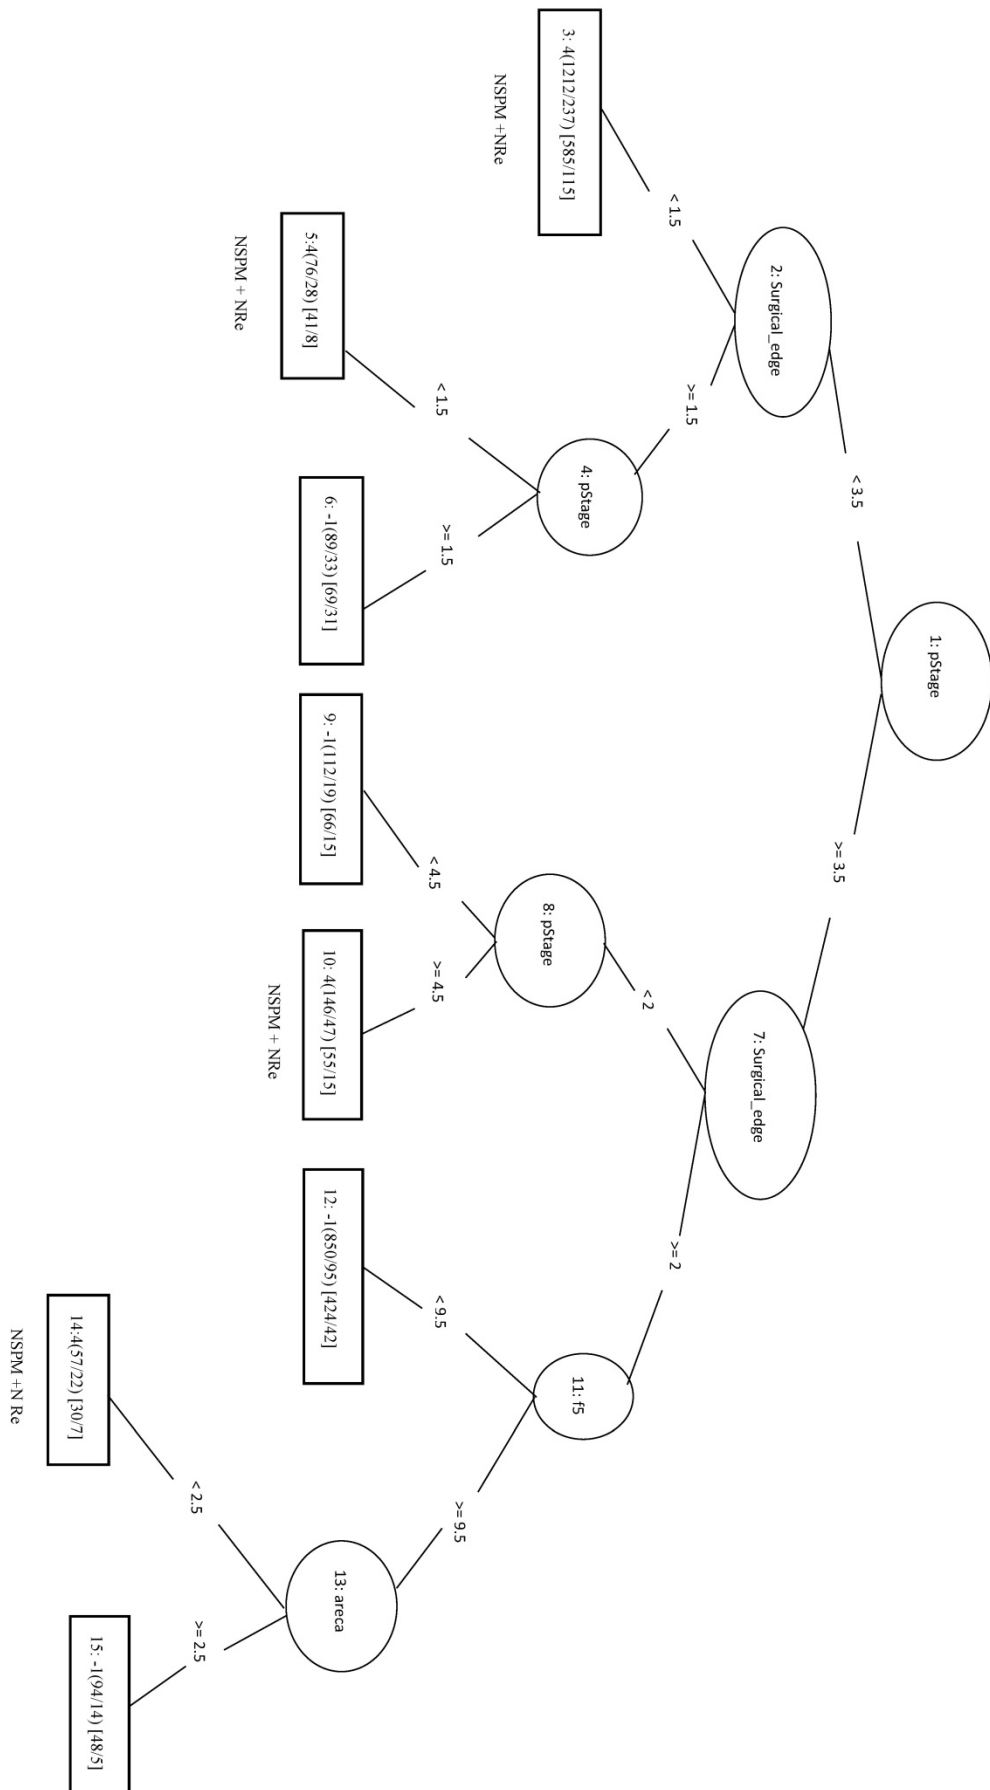 1: pStage
< 3.5
>= 3.5
2: Surgical_edge
7: Surgical_edge
< 1.5
>= 1.5
< 2
>= 2
3: 4(1212/237) [585/115]
NSPM +NRe
4: pStage
8: pStage
11: f5
< 1.5
>= 1.5
< 4.5
>= 4.5
< 9.5
>= 9.5
5:4(76/28) [41/8]
NSPM + NRe
6: -1(89/33) [69/31]
9: -1(112/19) [66/15]
10: 4(146/47) [55/15]
NSPM + NRe
12: -1(850/95) [424/42]
13: areca
< 2.5
>= 2.5
14:4(57/22) [30/7]
NSPM +N Re
15: -1(94/14) [48/5]